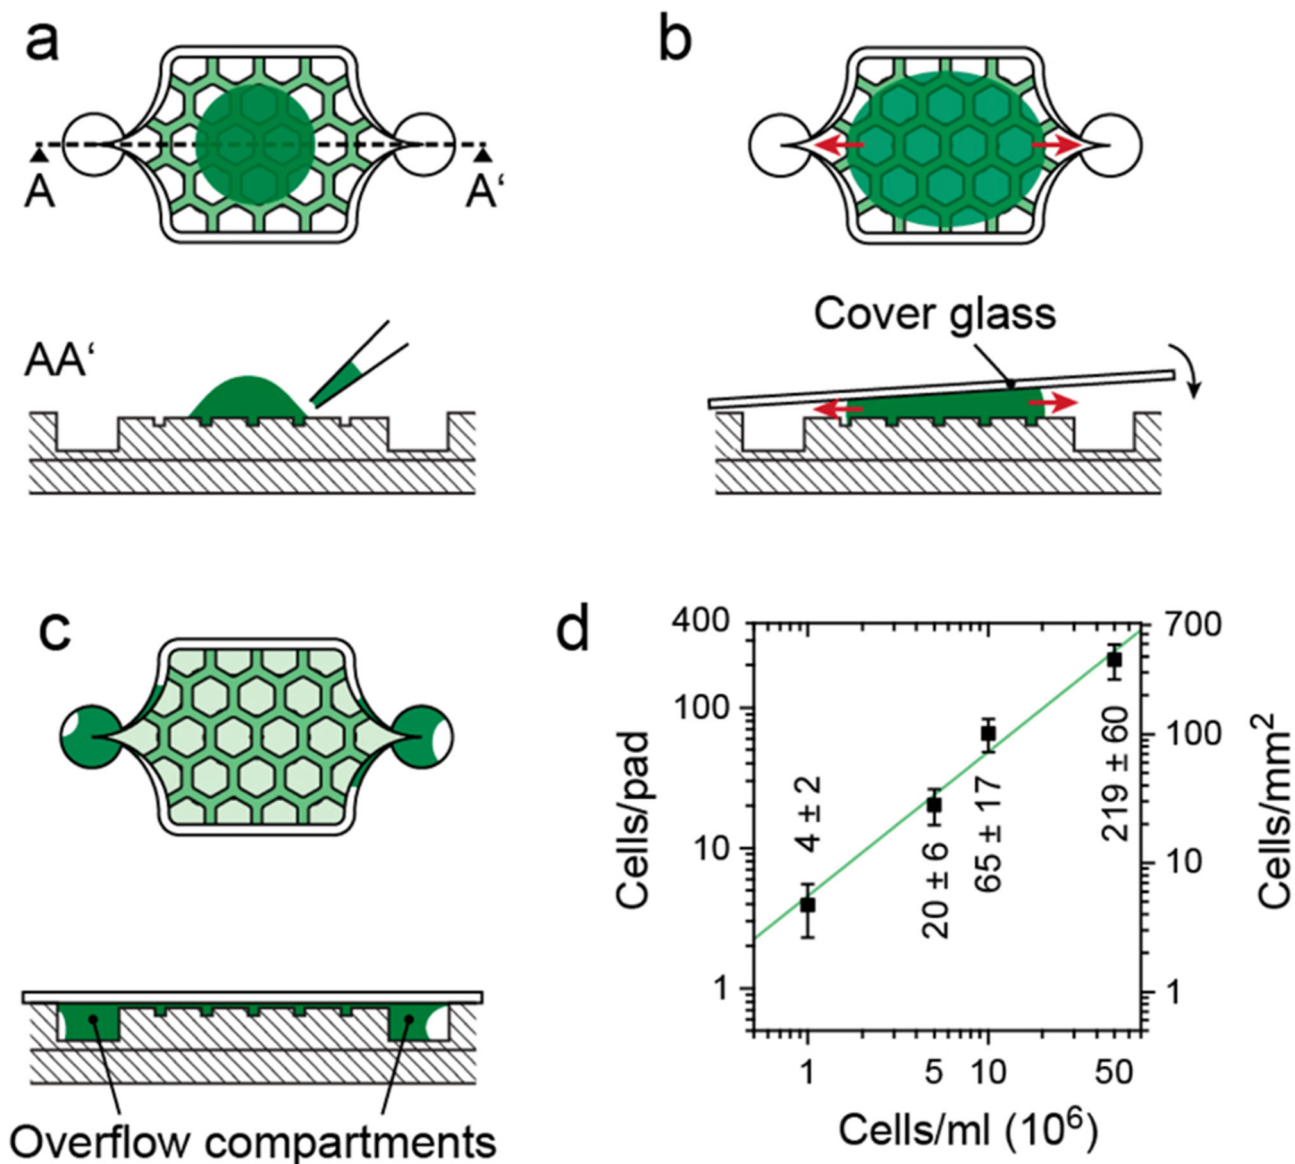 a
A
A‘
b
AA‘
Cover glass
c
Overflow compartments
d
400
100
10
1
Cells/pad
4 ± 2
20 ± 6
65 ± 17
219 ± 60
700
100
10
1
Cells/mm²
1
5
10
50
Cells/ml (10⁶)